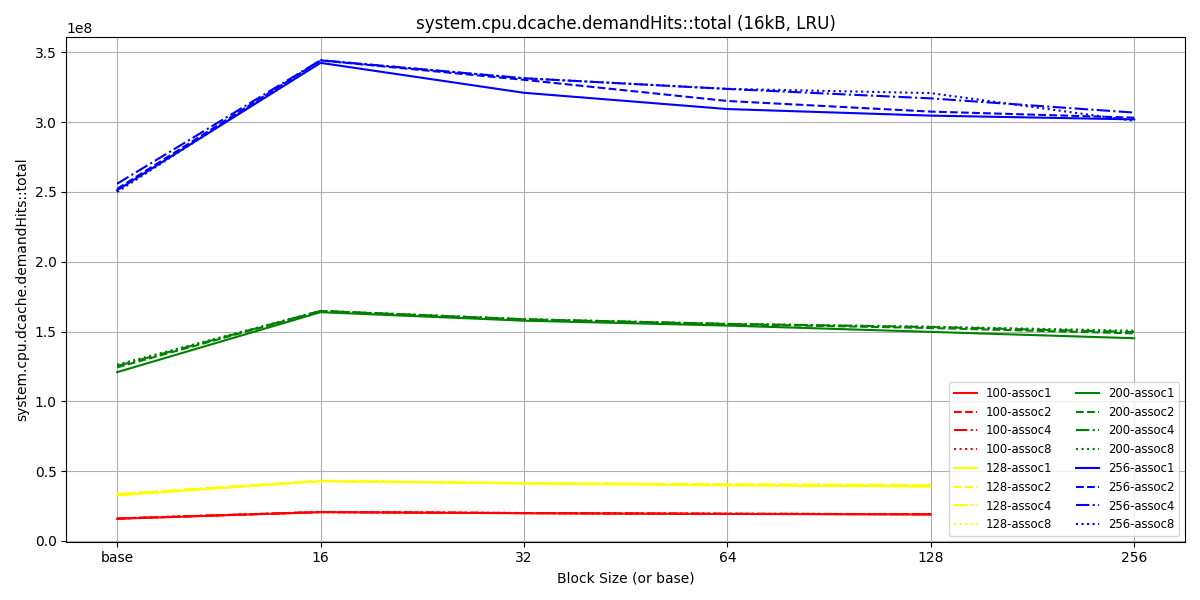 system.cpu.dcache.demandHits::total (16kB, LRU)
1e8
3.5
3.0
2.5
2.0
1.5
1.0
0.5
0.0
system.cpu.dcache.demandHits::total
base 16 32 64 128 256
Block Size (or base)
100-assoc1
100-assoc2
100-assoc4
100-assoc8
128-assoc1
128-assoc2
128-assoc4
128-assoc8
200-assoc1
200-assoc2
200-assoc4
200-assoc8
256-assoc1
256-assoc2
256-assoc4
256-assoc8